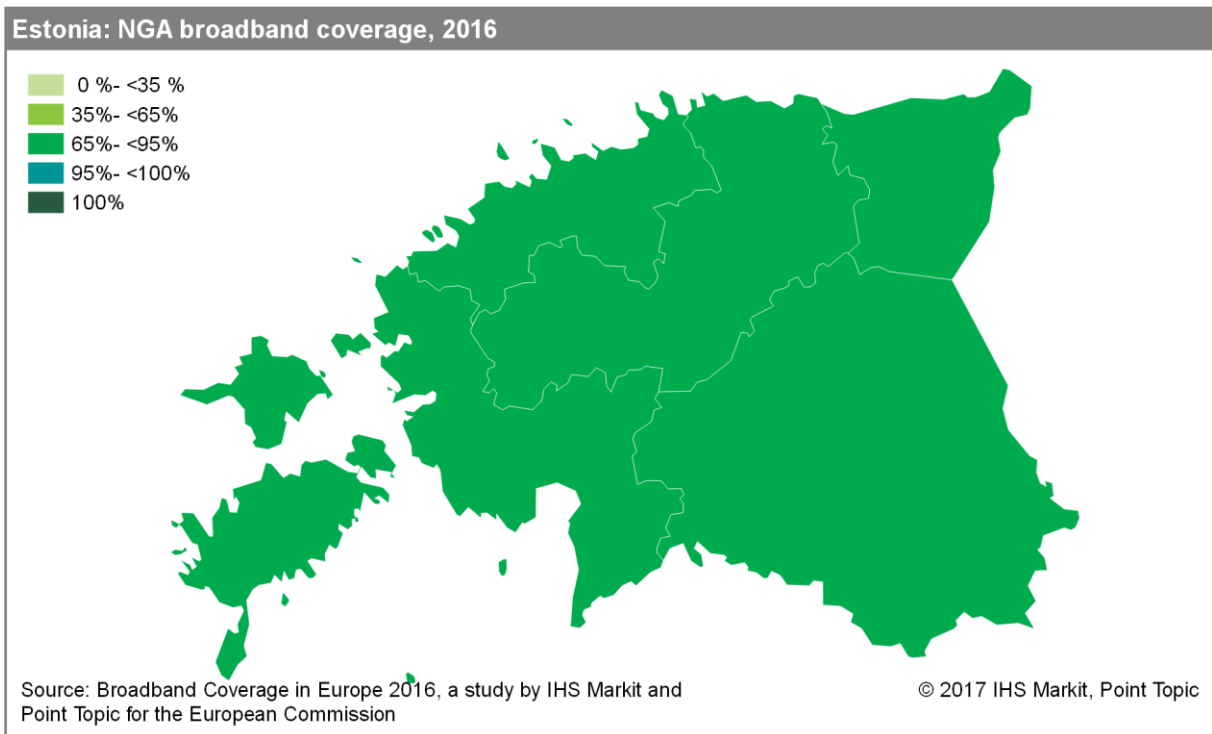 Estonia: NGA broadband coverage, 2016
0 %- <35 %
35%- <65%
65%- <95%
95%- <100%
100%
Source: Broadband Coverage in Europe 2016, a study by IHS Markit and
Point Topic for the European Commission
© 2017 IHS Markit, Point Topic